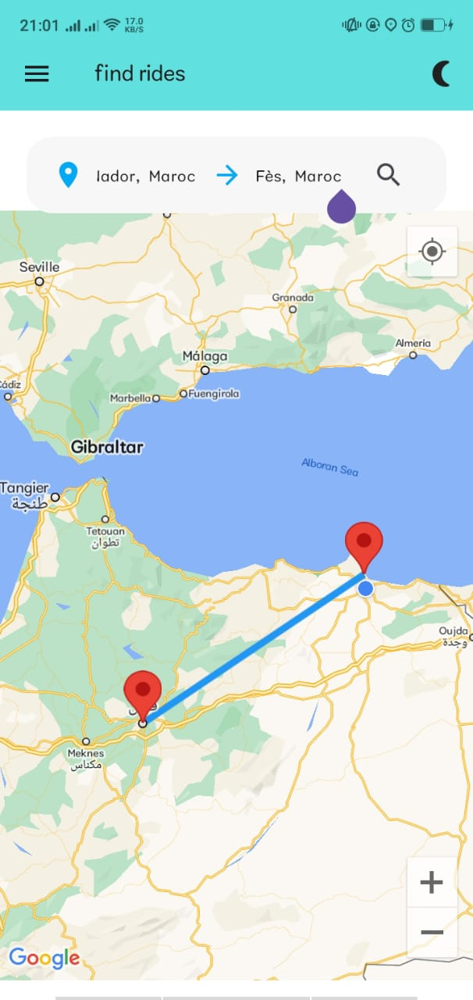 21:01
17.0
KB/S
find rides
lador, Maroc
Fès, Maroc
Seville
Granada
Almería
Málaga
Cádiz
Marbella
Fuengirola
Gibraltar
Alboran Sea
Tangier
طنجة
Tetouan
تطوان
Oujda
وجدة
Meknes
مكناس
Google